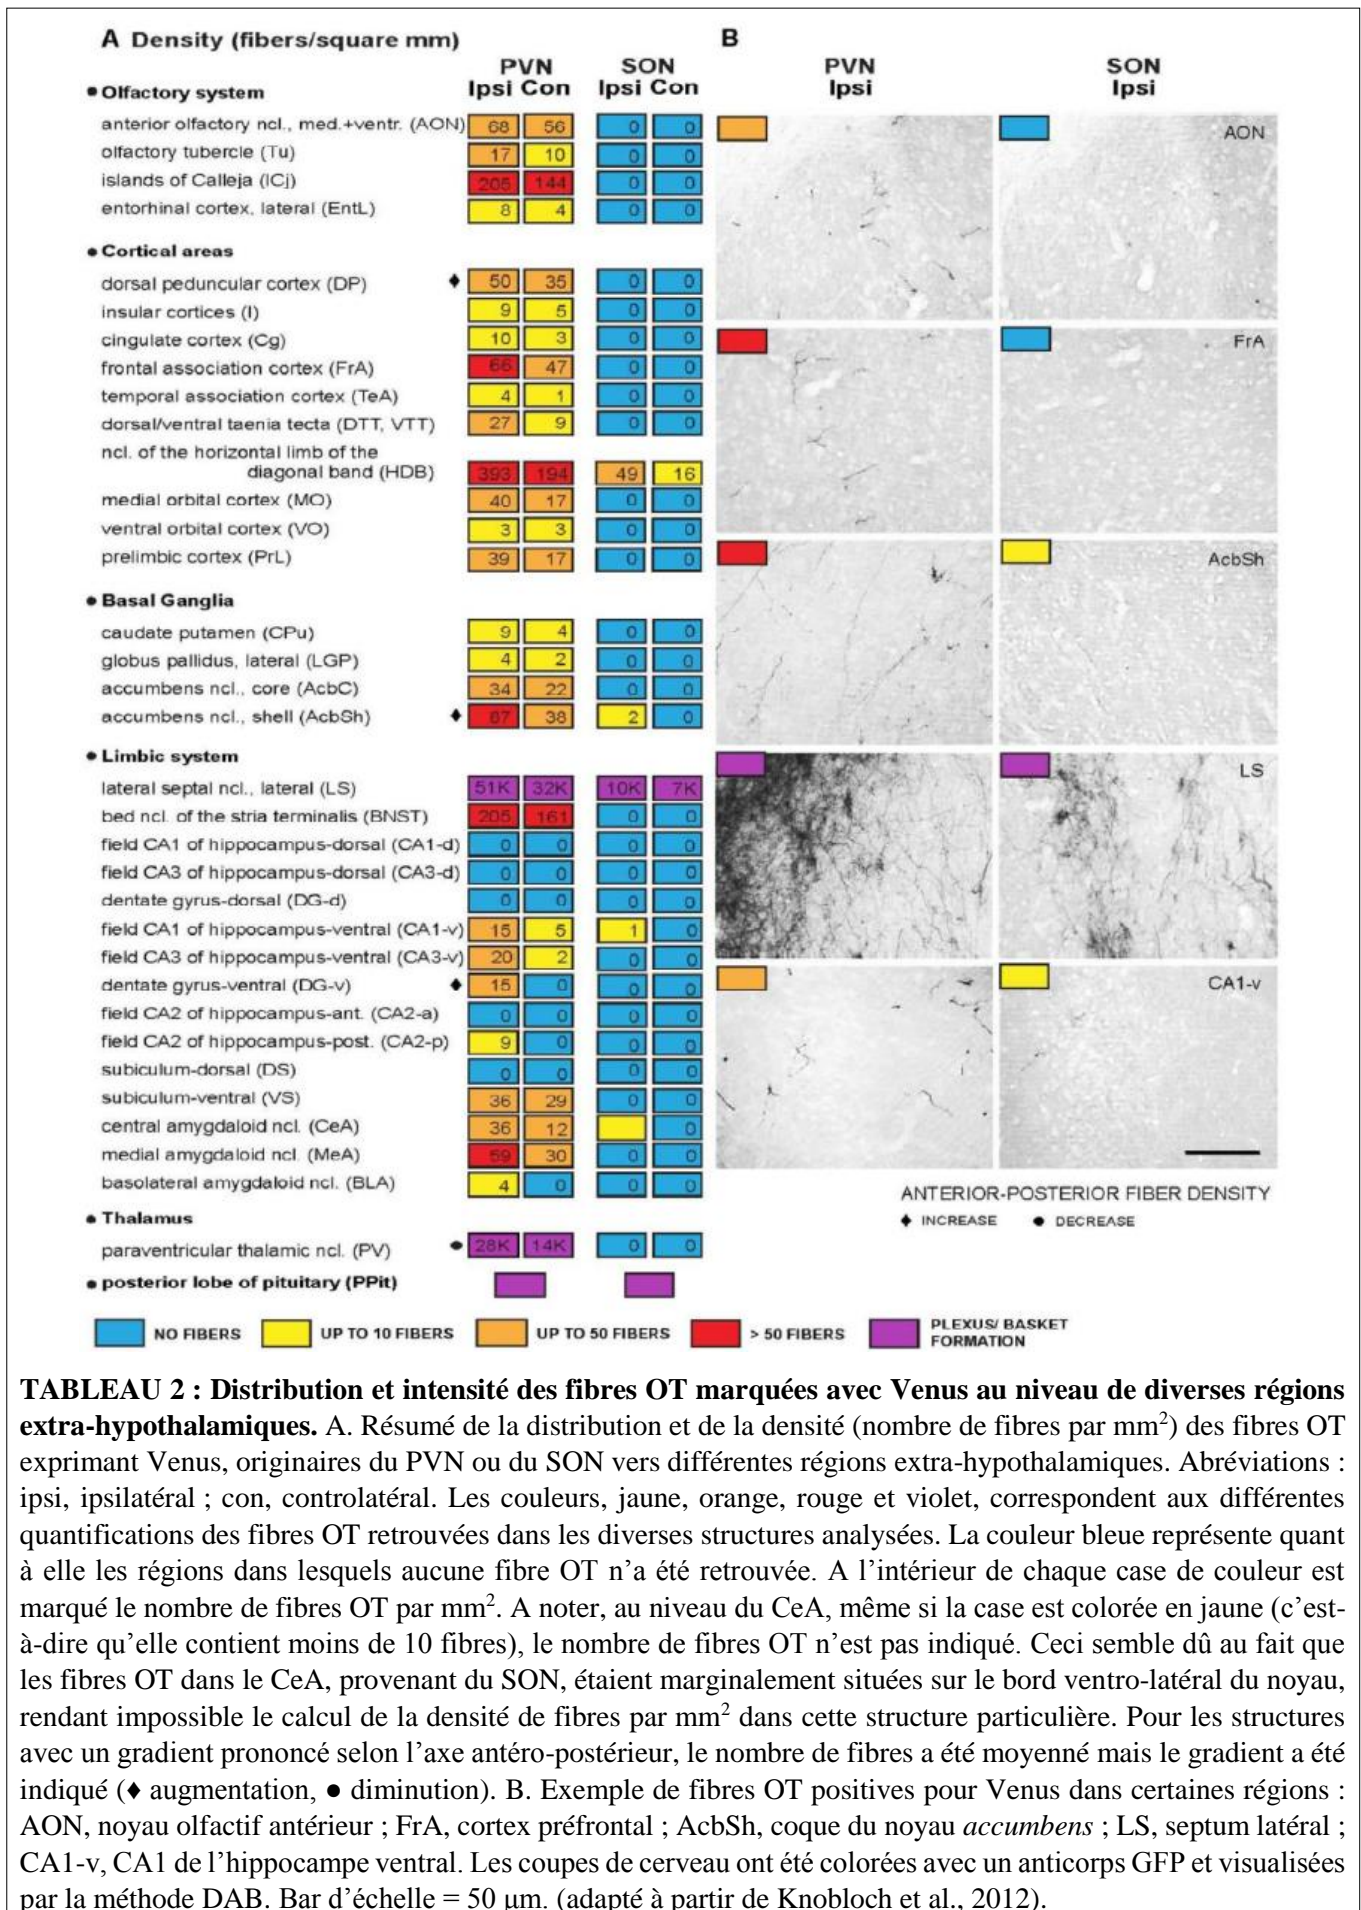 A Density (fibers/square mm)
PVN SON
Ipsi Con Ipsi Con
● Olfactory system
anterior olfactory ncl., med.+ventr. (AON) 68 56 0 0
olfactory tubercle (Tu) 17 10 0 0
islands of Calleja (ICj) 205 144 0 0
entorhinal cortex, lateral (EntL) 8 4 0 0
● Cortical areas
dorsal peduncular cortex (DP) ♦ 50 35 0 0
insular cortices (I) 9 5 0 0
cingulate cortex (Cg) 10 3 0 0
frontal association cortex (FrA) 66 47 0 0
temporal association cortex (TeA) 4 1 0 0
dorsal/ventral taenia tecta (DTT, VTT) 27 9 0 0
ncl. of the horizontal limb of the
diagonal band (HDB) 393 194 49 16
medial orbital cortex (MO) 40 17 0 0
ventral orbital cortex (VO) 3 3 0 0
prelimbic cortex (PrL) 39 17 0 0
● Basal Ganglia
caudate putamen (CPu) 9 4 0 0
globus pallidus, lateral (LGP) 4 2 0 0
accumbens ncl., core (AcbC) 34 22 0 0
accumbens ncl., shell (AcbSh) ♦ 67 38 2 0
● Limbic system
lateral septal ncl., lateral (LS) 51K 32K 10K 7K
bed ncl. of the stria terminalis (BNST) 205 161 0 0
field CA1 of hippocampus-dorsal (CA1-d) 0 0 0 0
field CA3 of hippocampus-dorsal (CA3-d) 0 0 0 0
dentate gyrus-dorsal (DG-d) 0 0 0 0
field CA1 of hippocampus-ventral (CA1-v) 15 5 1 0
field CA3 of hippocampus-ventral (CA3-v) 20 2 0 0
dentate gyrus-ventral (DG-v) ♦ 15 0 0 0
field CA2 of hippocampus-ant. (CA2-a) 0 0 0 0
field CA2 of hippocampus-post. (CA2-p) 9 0 0 0
subiculum-dorsal (DS) 0 0 0 0
subiculum-ventral (VS) 36 29 0 0
central amygdaloid ncl. (CeA) 36 12 0
medial amygdaloid ncl. (MeA) 59 30 0 0
basolateral amygdaloid ncl. (BLA) 4 0 0 0
● Thalamus
paraventricular thalamic ncl. (PV) ● 28K 14K 0 0
● posterior lobe of pituitary (PPit)
B
PVN SON
Ipsi Ipsi
AON
FrA
AcbSh
LS
CA1-v
ANTERIOR-POSTERIOR FIBER DENSITY
♦ INCREASE ● DECREASE
NO FIBERS UP TO 10 FIBERS UP TO 50 FIBERS > 50 FIBERS PLEXUS/ BASKET
FORMATION
TABLEAU 2 : Distribution et intensité des fibres OT marquées avec Venus au niveau de diverses régions
extra-hypothalamiques. A. Résumé de la distribution et de la densité (nombre de fibres par mm²) des fibres OT
exprimant Venus, originaires du PVN ou du SON vers différentes régions extra-hypothalamiques. Abréviations :
ipsi, ipsilatéral ; con, controlatéral. Les couleurs, jaune, orange, rouge et violet, correspondent aux différentes
quantifications des fibres OT retrouvées dans les diverses structures analysées. La couleur bleue représente quant
à elle les régions dans lesquels aucune fibre OT n’a été retrouvée. A l’intérieur de chaque case de couleur est
marqué le nombre de fibres OT par mm². A noter, au niveau du CeA, même si la case est colorée en jaune (c’est-
à-dire qu’elle contient moins de 10 fibres), le nombre de fibres OT n’est pas indiqué. Ceci semble dû au fait que
les fibres OT dans le CeA, provenant du SON, étaient marginalement situées sur le bord ventro-latéral du noyau,
rendant impossible le calcul de la densité de fibres par mm² dans cette structure particulière. Pour les structures
avec un gradient prononcé selon l’axe antéro-postérieur, le nombre de fibres a été moyenné mais le gradient a été
indiqué (♦ augmentation, ● diminution). B. Exemple de fibres OT positives pour Venus dans certaines régions :
AON, noyau olfactif antérieur ; FrA, cortex préfrontal ; AcbSh, coque du noyau accumbens ; LS, septum latéral ;
CA1-v, CA1 de l’hippocampe ventral. Les coupes de cerveau ont été colorées avec un anticorps GFP et visualisées
par la méthode DAB. Bar d’échelle = 50 μm. (adapté à partir de Knobloch et al., 2012).